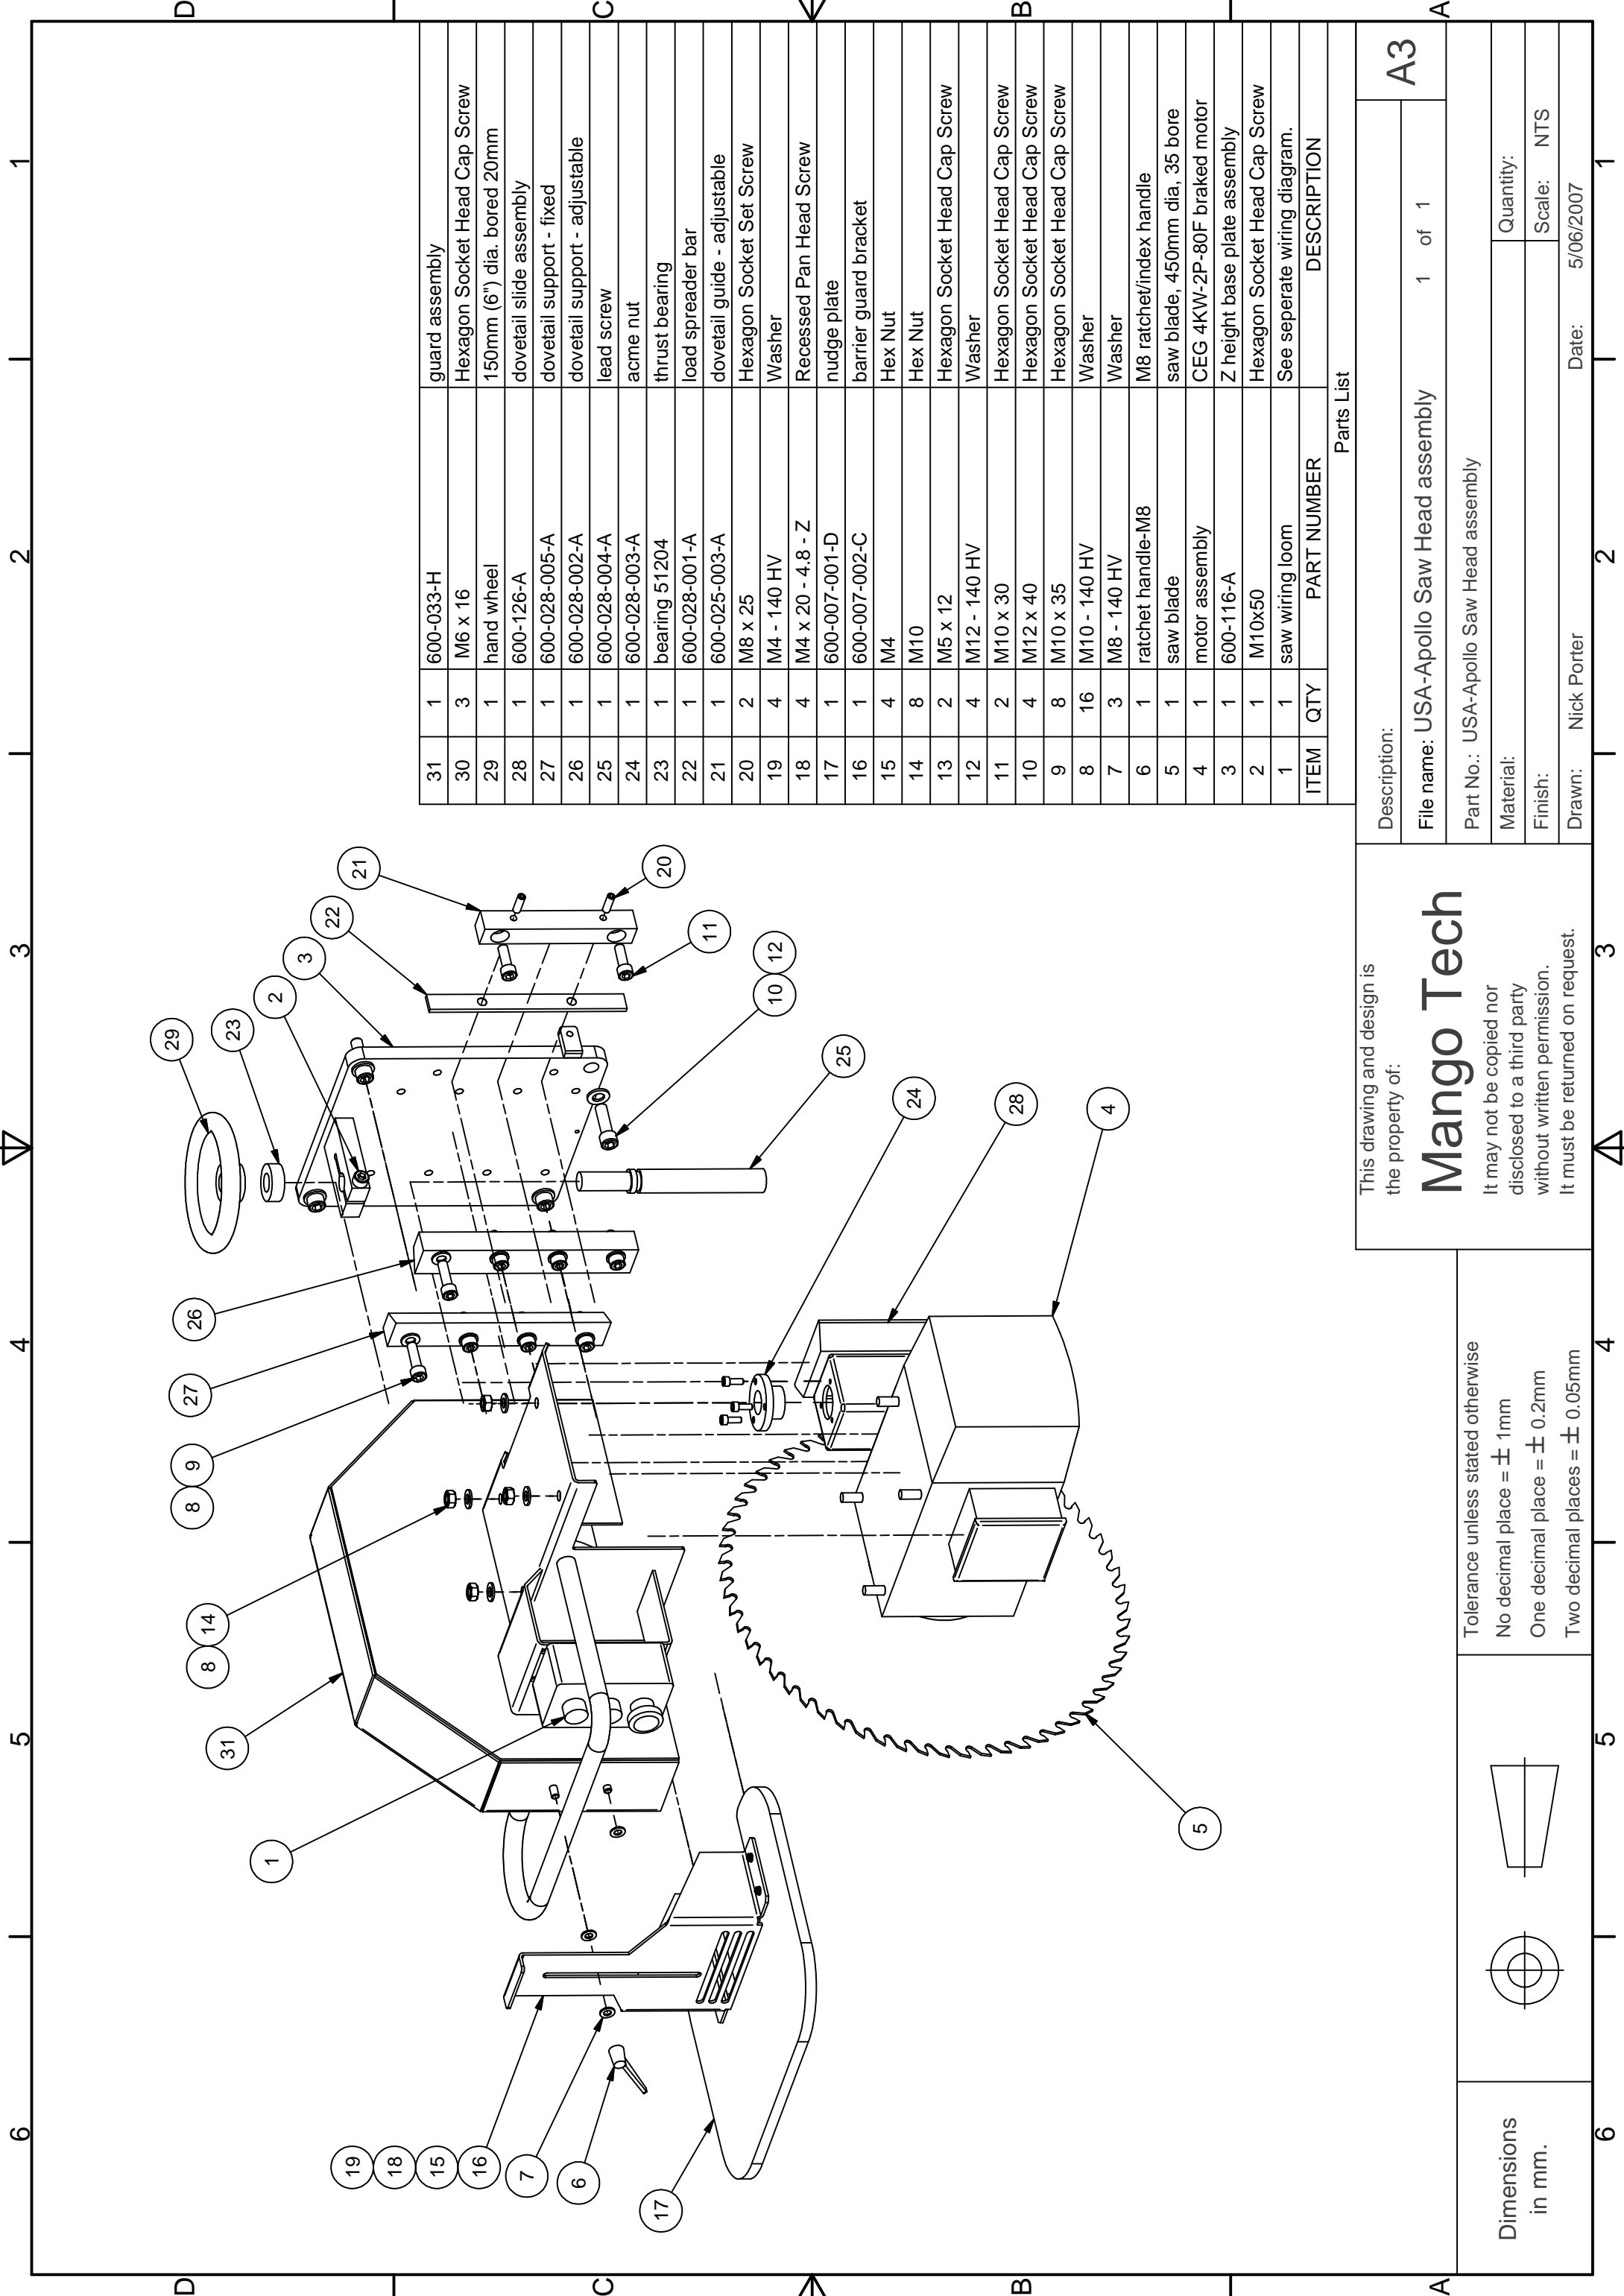 6 5 4 3 2 1
D
C
B
A
D
C
B
A
29
23
2
3
22
21
20
11
10 12
25
26
27
8 9
24
28
4
8 14
31
1
5
19
18
15
16
7
6
17
31 1 600-033-H guard assembly
30 3 M6 x 16 Hexagon Socket Head Cap Screw
29 1 hand wheel 150mm (6") dia. bored 20mm
28 1 600-126-A dovetail slide assembly
27 1 600-028-005-A dovetail support - fixed
26 1 600-028-002-A dovetail support - adjustable
25 1 600-028-004-A lead screw
24 1 600-028-003-A acme nut
23 1 bearing 51204 thrust bearing
22 1 600-028-001-A load spreader bar
21 1 600-025-003-A dovetail guide - adjustable
20 2 M8 x 25 Hexagon Socket Set Screw
19 4 M4 - 140 HV Washer
18 4 M4 x 20 - 4.8 - Z Recessed Pan Head Screw
17 1 600-007-001-D nudge plate
16 1 600-007-002-C barrier guard bracket
15 4 M4 Hex Nut
14 8 M10 Hex Nut
13 2 M5 x 12 Hexagon Socket Head Cap Screw
12 4 M12 - 140 HV Washer
11 2 M10 x 30 Hexagon Socket Head Cap Screw
10 4 M12 x 40 Hexagon Socket Head Cap Screw
9 8 M10 x 35 Hexagon Socket Head Cap Screw
8 16 M10 - 140 HV Washer
7 3 M8 - 140 HV Washer
6 1 ratchet handle-M8 M8 ratchet/index handle
5 1 saw blade saw blade, 450mm dia, 35 bore
4 1 motor assembly CEG 4KW-2P-80F braked motor
3 1 600-116-A Z height base plate assembly
2 1 M10x50 Hexagon Socket Head Cap Screw
1 1 saw wiring loom See seperate wiring diagram.
ITEM QTY PART NUMBER DESCRIPTION
Parts List
Dimensions
in mm.
Tolerance unless stated otherwise
No decimal place = ± 1mm
One decimal place = ± 0.2mm
Two decimal places = ± 0.05mm
This drawing and design is
the property of:
Mango Tech
It may not be copied nor
disclosed to a third party
without written permission.
It must be returned on request.
Description:
File name: USA-Apollo Saw Head assembly 1 of 1 A3
Part No.: USA-Apollo Saw Head assembly
Material: Quantity:
Finish: Scale: NTS
Drawn: Nick Porter Date: 5/06/2007
6 5 4 3 2 1